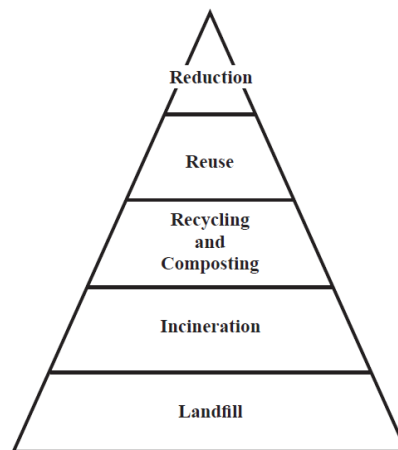 Reduction
Reuse
Recycling
and
Composting
Incineration
Landfill